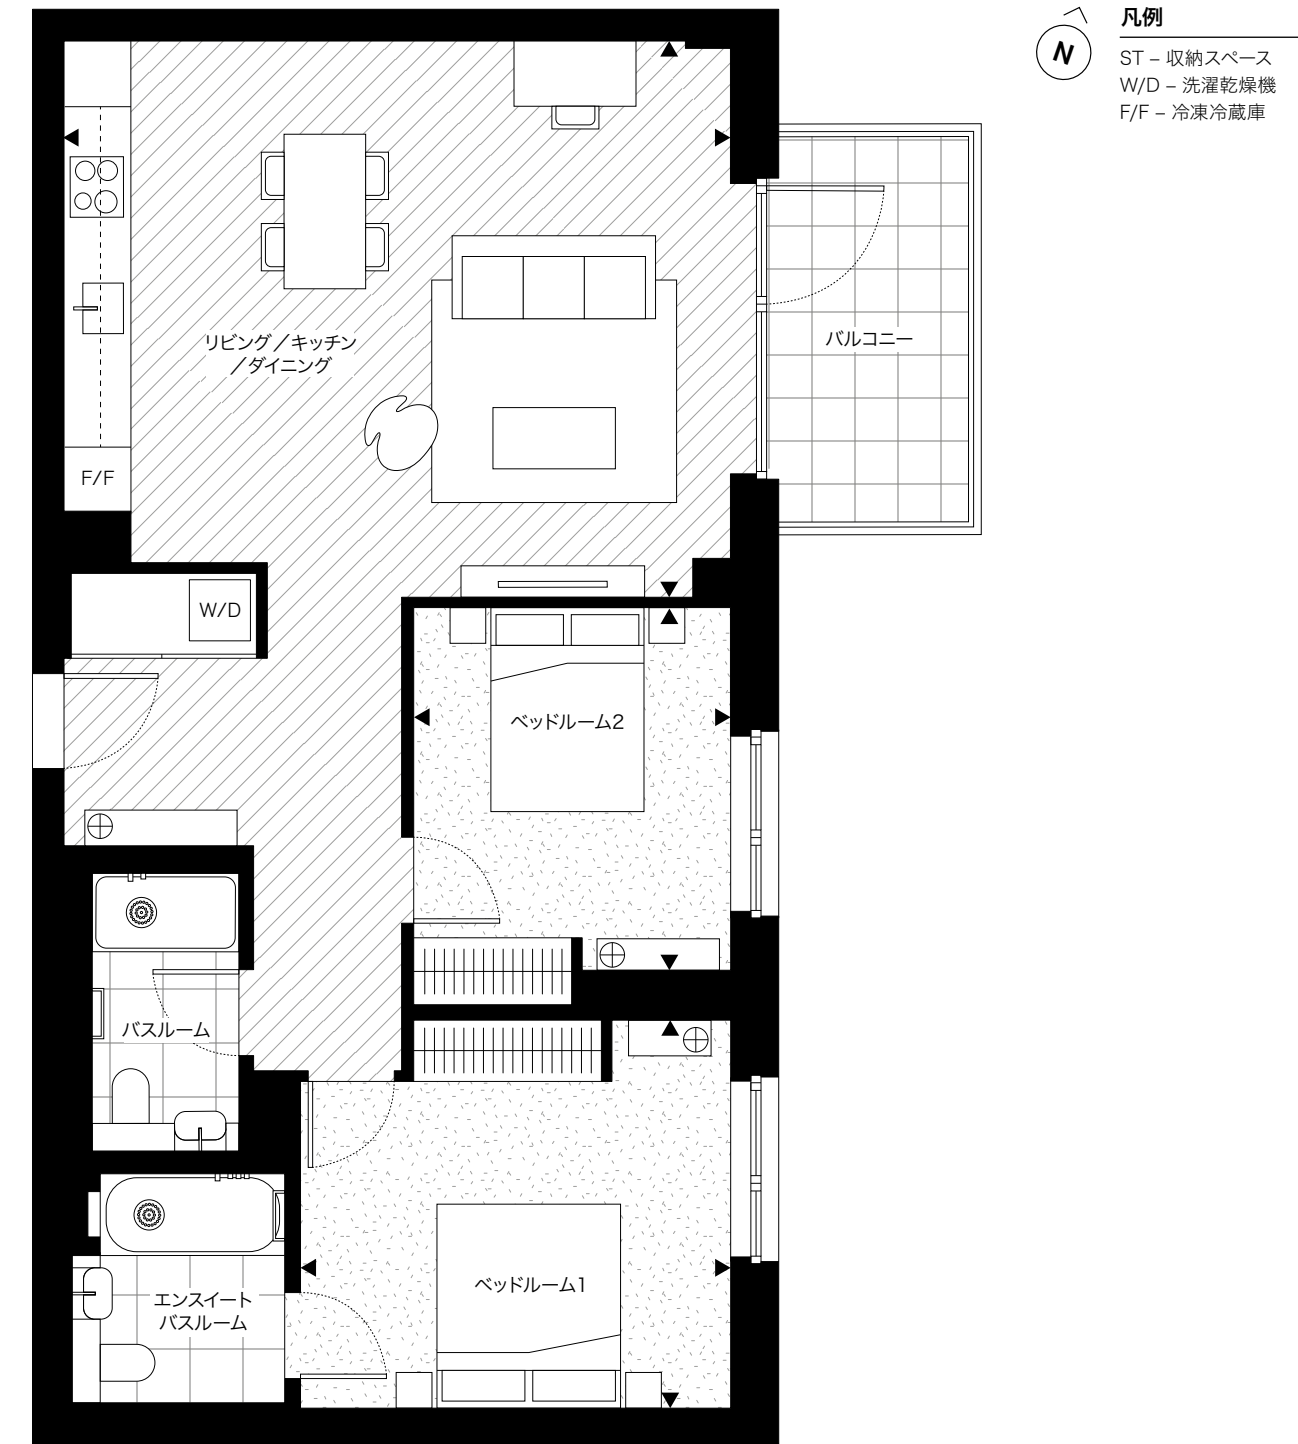 N
凡例
ST – 収納スペース
W/D – 洗濯乾燥機
F/F – 冷凍冷蔵庫
リビング／キッチン
／ダイニング
バルコニー
F/F
W/D
ベッドルーム2
バスルーム
ベッドルーム1
エンスイート
バスルーム